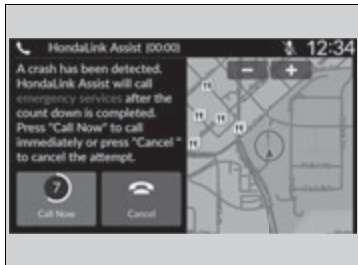 HondaLink Assist (00:00)
12:34
A crash has been detected.
HondaLink Assist will call
emergency services after the
count down is completed.
Press "Call Now" to call
immediately or press "Cancel "
to cancel the attempt.
7
Call Now
Cancel